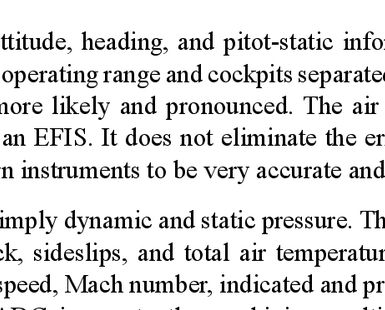 ttitude, heading, and pitot-static infor
operating range and cockpits separated
more likely and pronounced. The air
an EFIS. It does not eliminate the er
rn instruments to be very accurate and
imply dynamic and static pressure. Th
ck, sideslips, and total air temperatur
speed, Mach number, indicated and pr